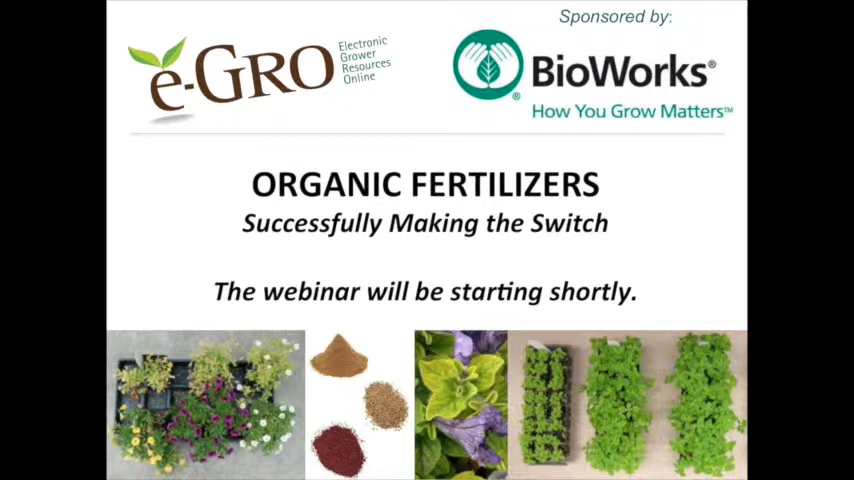 Sponsored by:
e-GRO
Electronic
Grower
Resources
Online
BioWorks®
®
How You Grow Matters™
ORGANIC FERTILIZERS
Successfully Making the Switch
The webinar will be starting shortly.